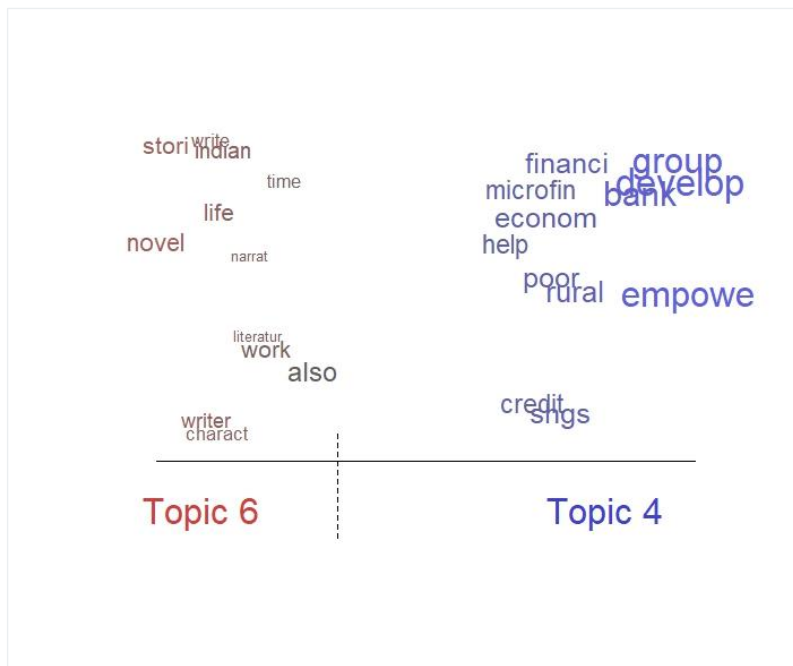 write
stori
indian
time
life
novel
narrat
literatur
work
also
writer
charact
financi
group
develop
microfin
bank
econom
help
poor
rural
empowe
credit
shgs
Topic 6
Topic 4